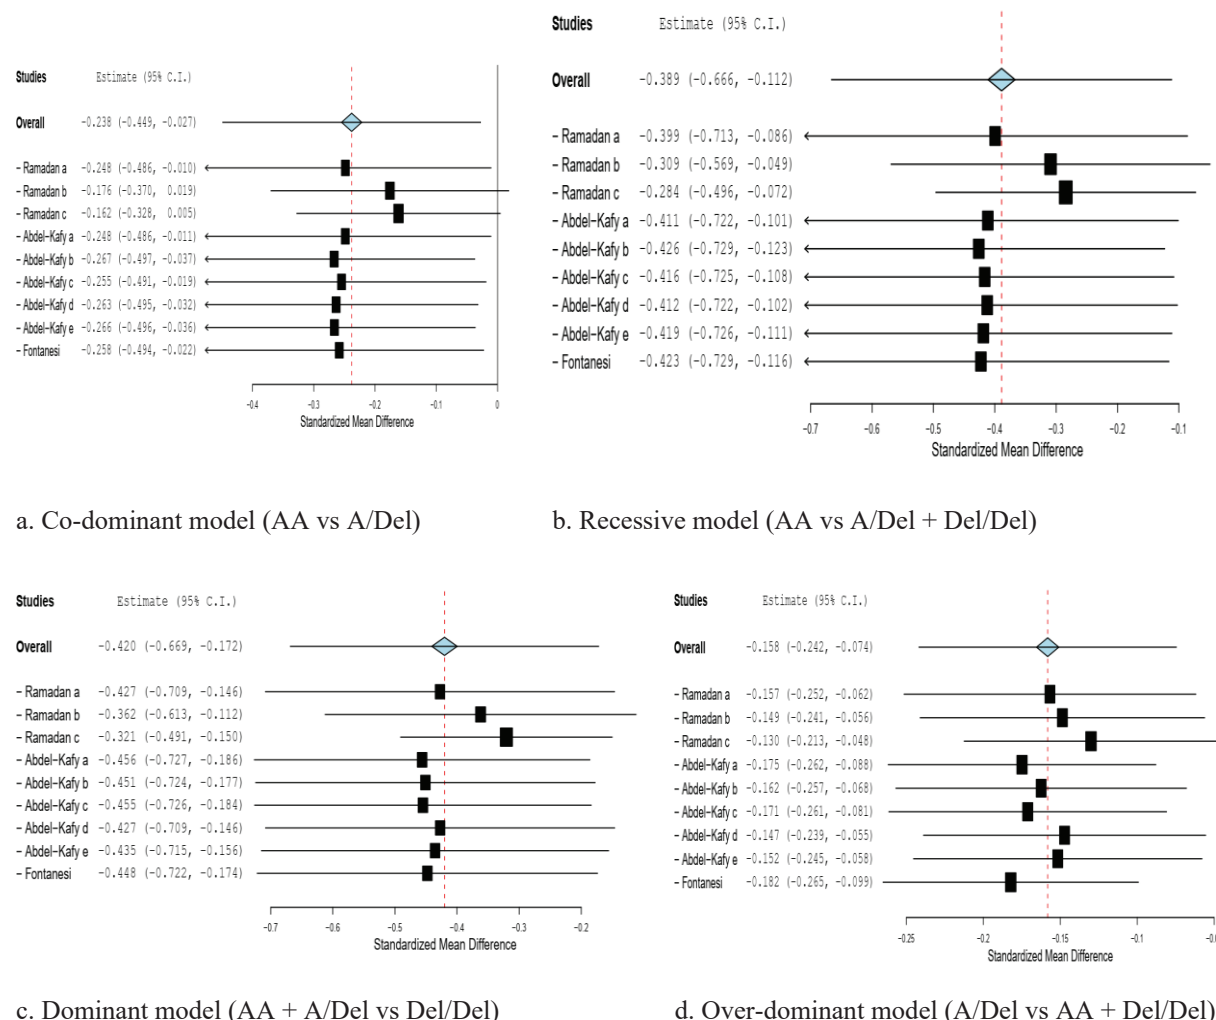 Studies Estimate (95% C.I.)
Overall -0.238 (-0.449, -0.027)
- Ramadan a -0.248 (-0.486, -0.010)
- Ramadan b -0.176 (-0.370, 0.019)
- Ramadan c -0.162 (-0.328, 0.005)
- Abdel-Kafy a -0.248 (-0.486, -0.011)
- Abdel-Kafy b -0.267 (-0.497, -0.037)
- Abdel-Kafy c -0.255 (-0.491, -0.019)
- Abdel-Kafy d -0.263 (-0.495, -0.032)
- Abdel-Kafy e -0.266 (-0.496, -0.036)
- Fontanesi -0.258 (-0.494, -0.022)
-0.4 -0.3 -0.2 -0.1 0
Standardized Mean Difference
a. Co-dominant model (AA vs A/Del)
Studies Estimate (95% C.I.)
Overall -0.389 (-0.666, -0.112)
- Ramadan a -0.399 (-0.713, -0.086)
- Ramadan b -0.309 (-0.569, -0.049)
- Ramadan c -0.284 (-0.496, -0.072)
- Abdel-Kafy a -0.411 (-0.722, -0.101)
- Abdel-Kafy b -0.426 (-0.729, -0.123)
- Abdel-Kafy c -0.416 (-0.725, -0.108)
- Abdel-Kafy d -0.412 (-0.722, -0.102)
- Abdel-Kafy e -0.419 (-0.726, -0.111)
- Fontanesi -0.423 (-0.729, -0.116)
-0.7 -0.6 -0.5 -0.4 -0.3 -0.2 -0.1
Standardized Mean Difference
b. Recessive model (AA vs A/Del + Del/Del)
Studies Estimate (95% C.I.)
Overall -0.420 (-0.669, -0.172)
- Ramadan a -0.427 (-0.709, -0.146)
- Ramadan b -0.362 (-0.613, -0.112)
- Ramadan c -0.321 (-0.491, -0.150)
- Abdel-Kafy a -0.456 (-0.727, -0.186)
- Abdel-Kafy b -0.451 (-0.724, -0.177)
- Abdel-Kafy c -0.455 (-0.726, -0.184)
- Abdel-Kafy d -0.427 (-0.709, -0.146)
- Abdel-Kafy e -0.435 (-0.715, -0.156)
- Fontanesi -0.448 (-0.722, -0.174)
-0.7 -0.6 -0.5 -0.4 -0.3 -0.2
Standardized Mean Difference
c. Dominant model (AA + A/Del vs Del/Del)
Studies Estimate (95% C.I.)
Overall -0.158 (-0.242, -0.074)
- Ramadan a -0.157 (-0.252, -0.062)
- Ramadan b -0.149 (-0.241, -0.056)
- Ramadan c -0.130 (-0.213, -0.048)
- Abdel-Kafy a -0.175 (-0.262, -0.088)
- Abdel-Kafy b -0.162 (-0.257, -0.068)
- Abdel-Kafy c -0.171 (-0.261, -0.081)
- Abdel-Kafy d -0.147 (-0.239, -0.055)
- Abdel-Kafy e -0.152 (-0.245, -0.058)
- Fontanesi -0.182 (-0.265, -0.099)
-0.25 -0.2 -0.15 -0.1
Standardized Mean Difference
d. Over-dominant model (A/Del vs AA + Del/Del)